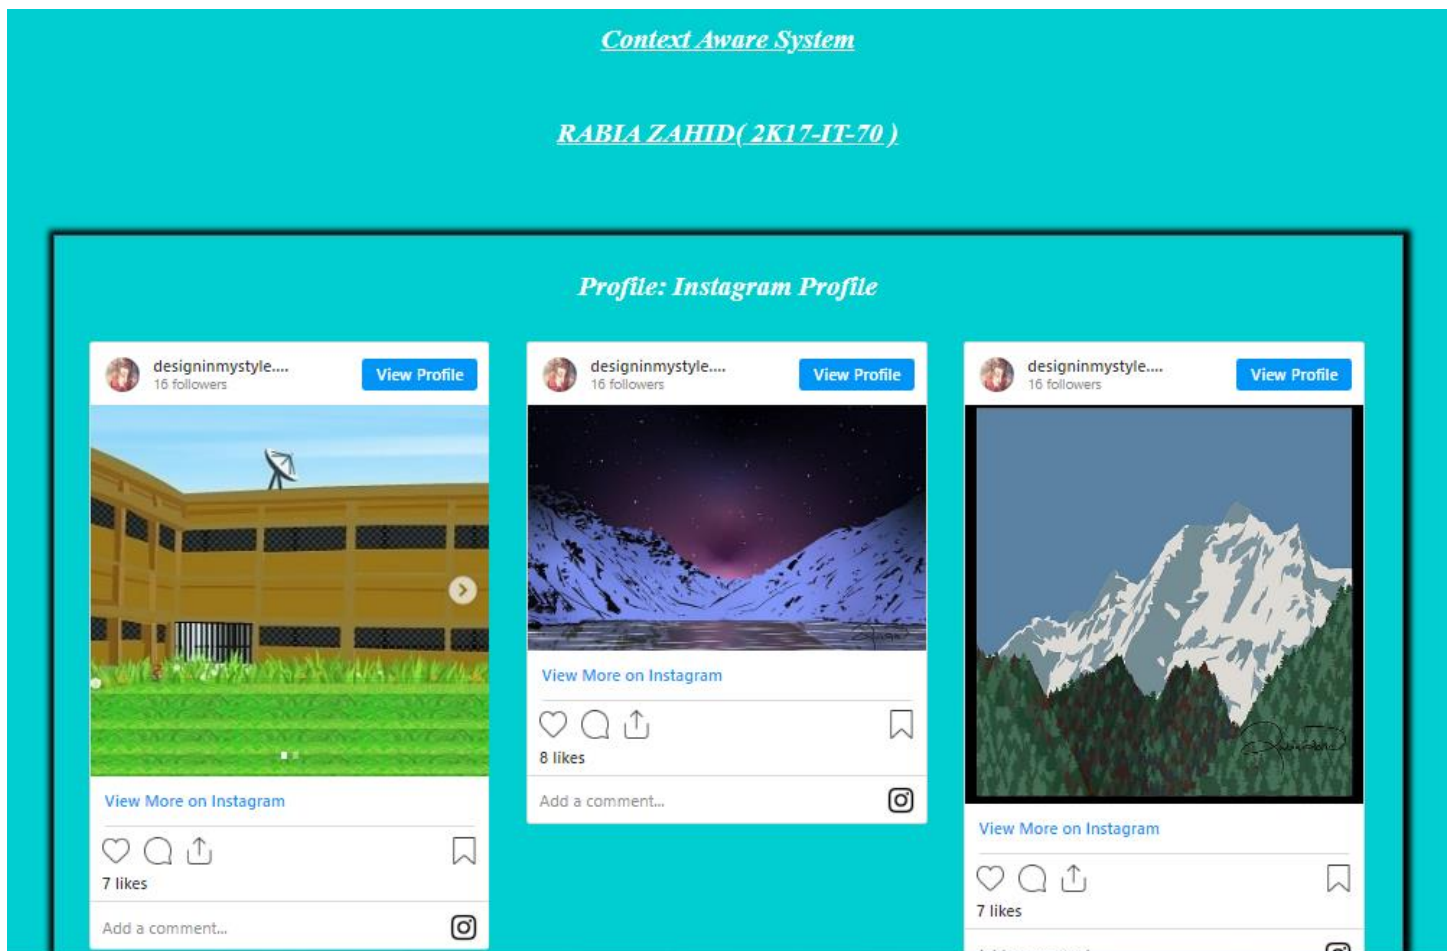 Context Aware System
RABIA ZAHID( 2K17-IT-70 )
Profile: Instagram Profile
designinmystyle....
16 followers
View Profile
View More on Instagram
7 likes
Add a comment...
designinmystyle....
16 followers
View Profile
View More on Instagram
8 likes
Add a comment...
designinmystyle....
16 followers
View Profile
View More on Instagram
7 likes